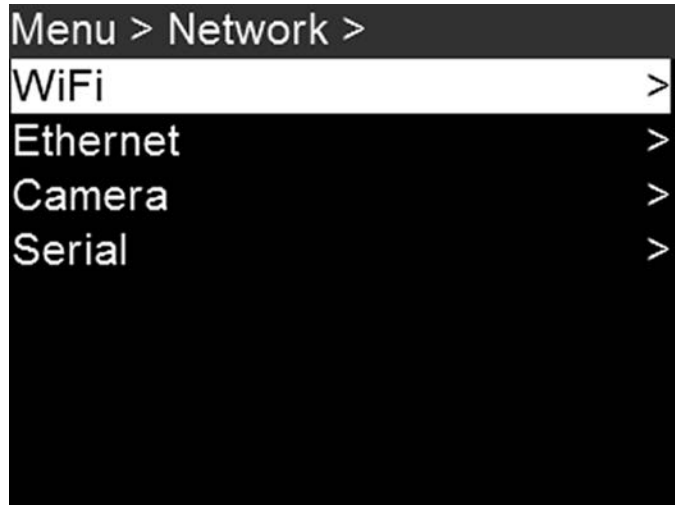 Menu > Network >
WiFi >
Ethernet >
Camera >
Serial >